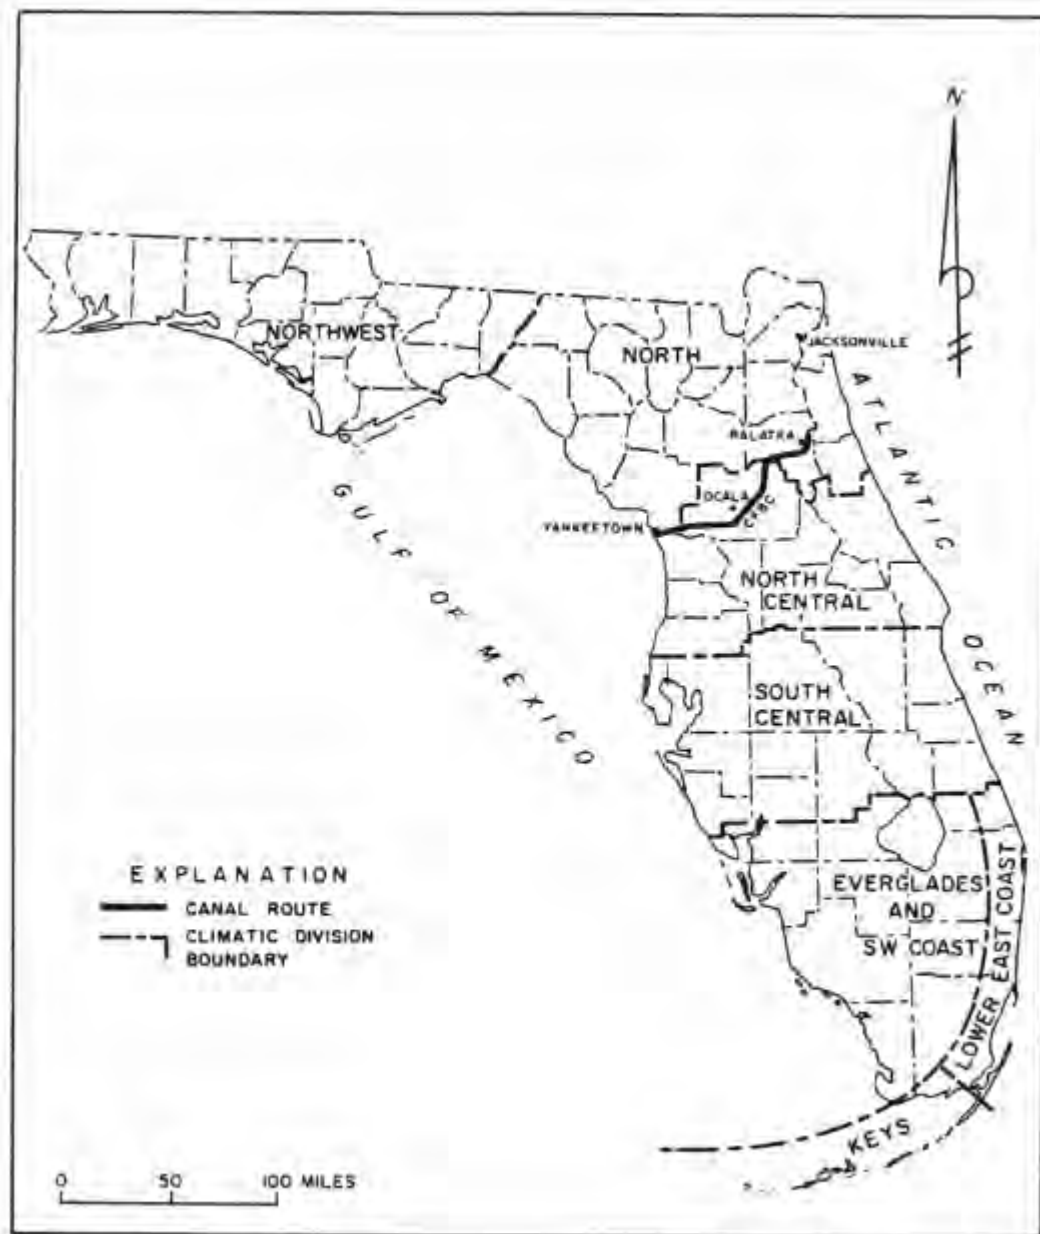 N
NORTHWEST
NORTH
JACKSONVILLE
PALATKA
OCALA
CFBC
YANKEETOWN
ATLANTIC OCEAN
GULF OF MEXICO
NORTH
CENTRAL
SOUTH
CENTRAL
EXPLANATION
CANAL ROUTE
CLIMATIC DIVISION
BOUNDARY
EVERGLADES
AND
SW COAST
LOWER EAST COAST
KEYS
0 50 100 MILES